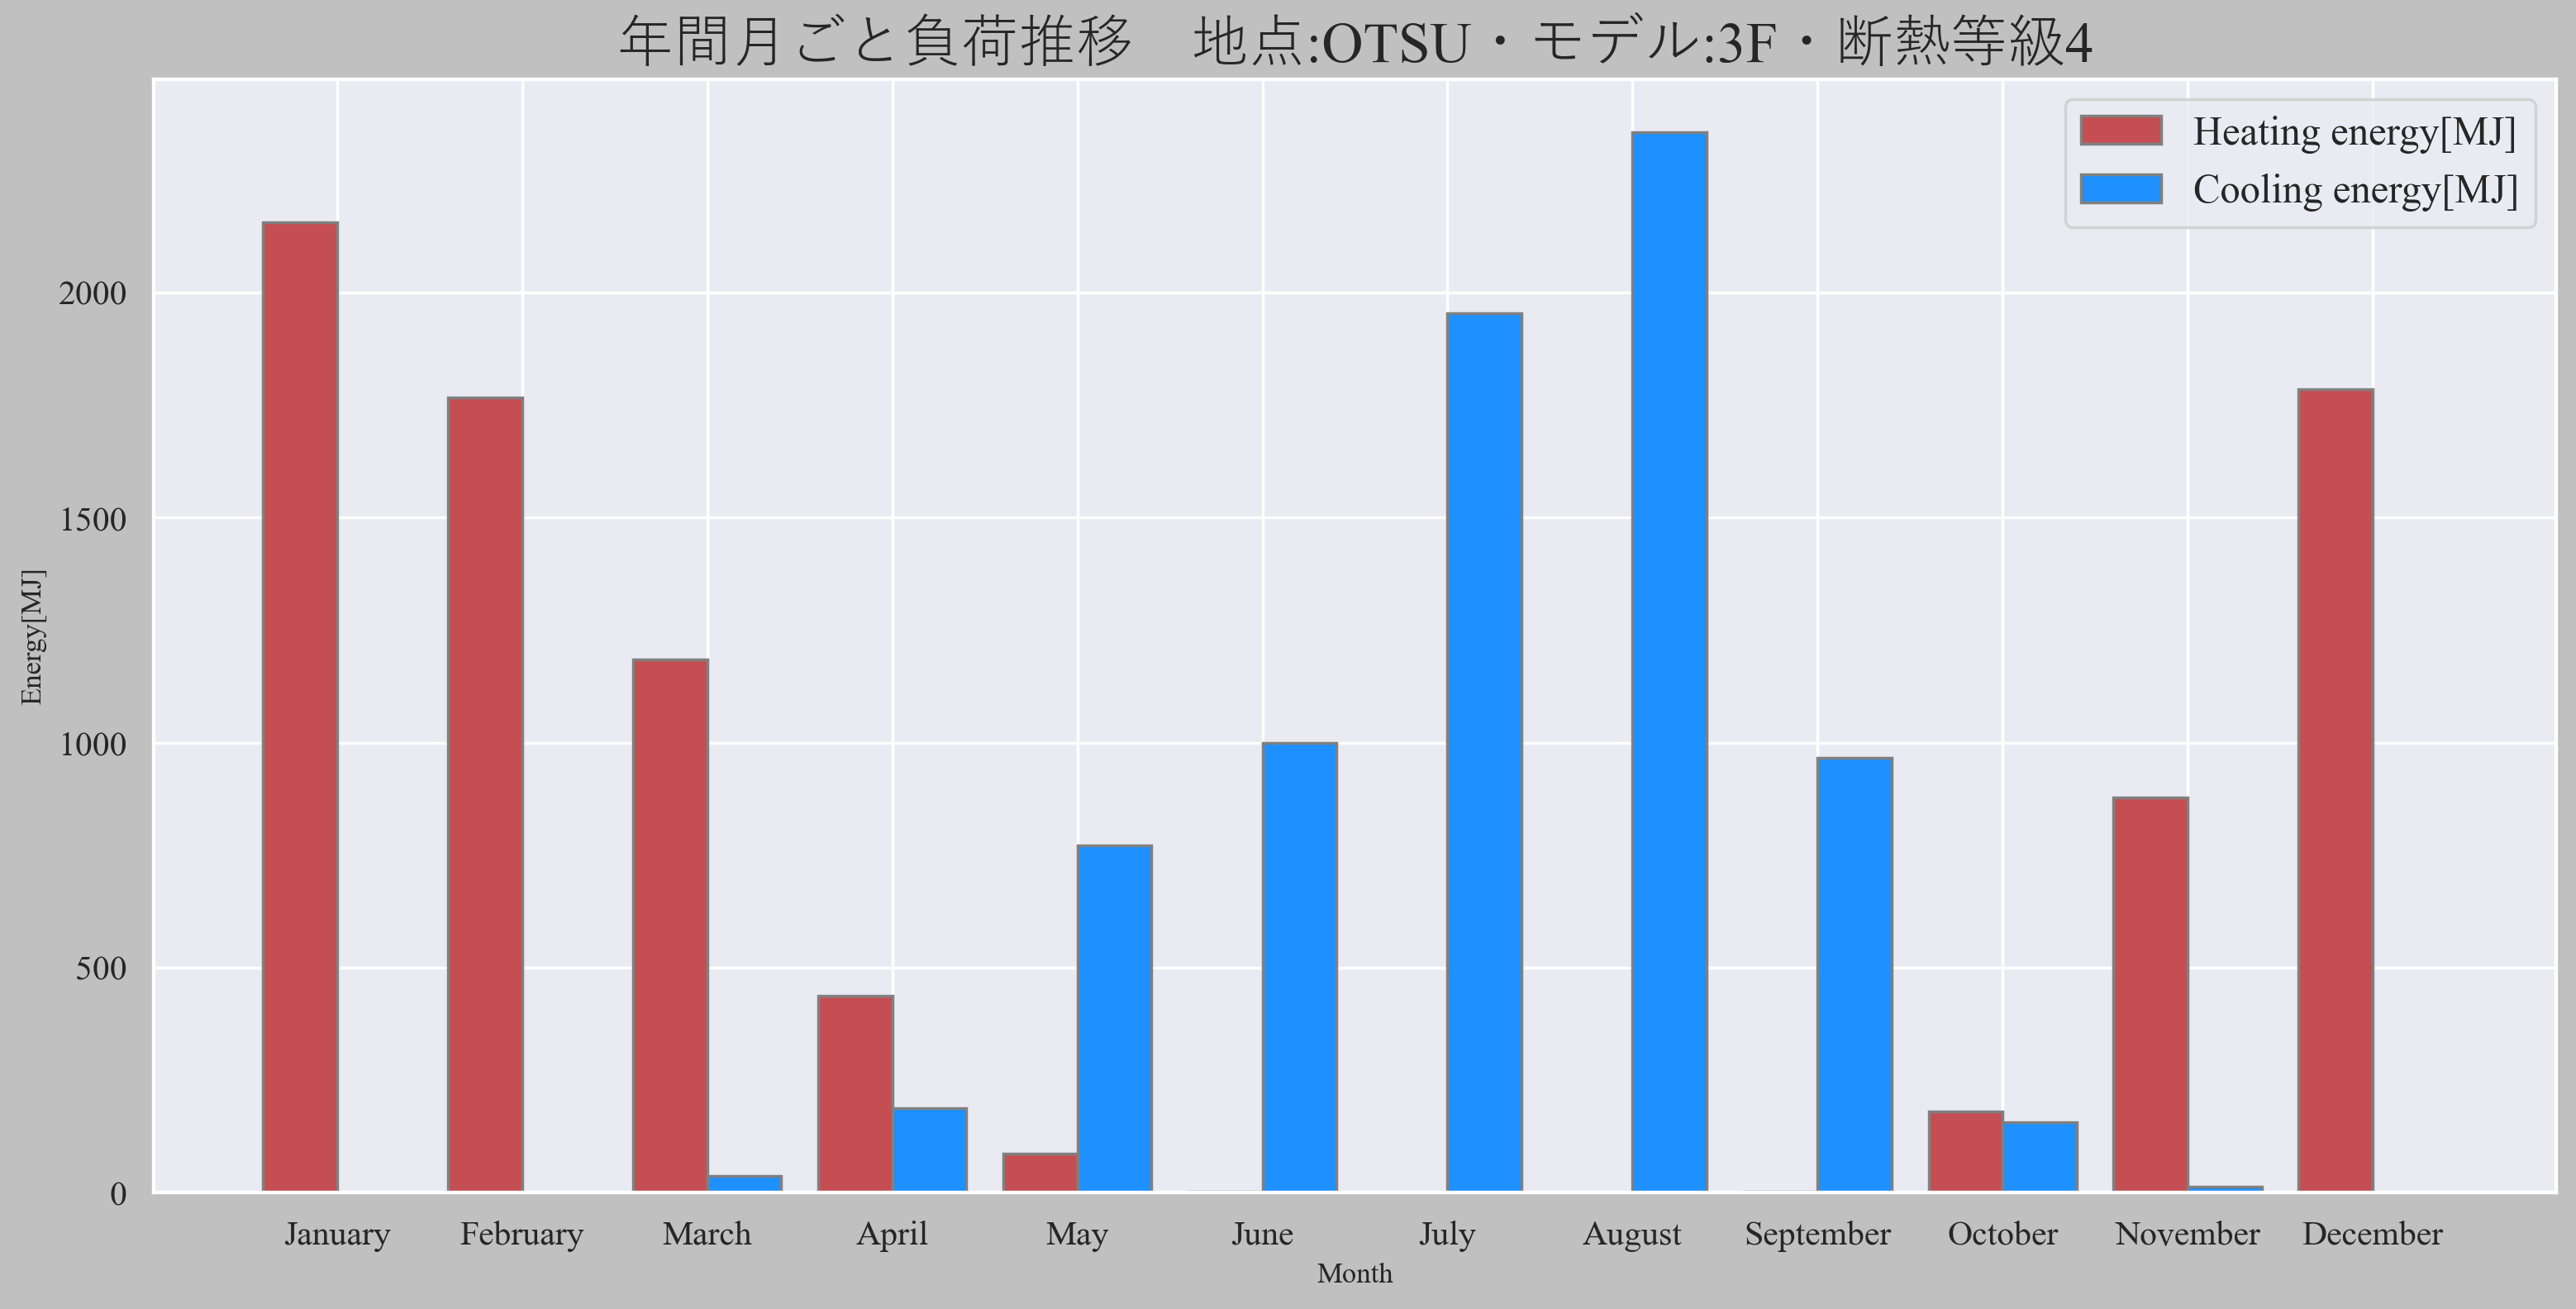 年間月ごと負荷推移　地点:OTSU・モデル:3F・断熱等級4
Heating energy[MJ]
Cooling energy[MJ]
2000
1500
1000
500
0
Energy[MJ]
January February March April May June July August September October November December
Month